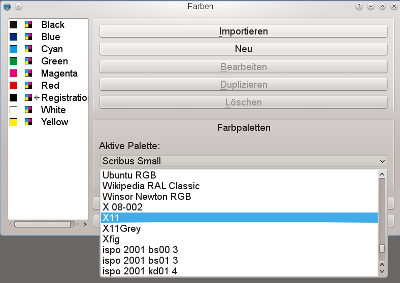 Farben
Black
Blue
Cyan
Green
Magenta
Red
Registratio
White
Yellow
Importieren
Neu
Bearbeiten
Duplizieren
Löschen
Farbpaletten
Aktive Palette:
Scribus Small
Ubuntu RGB
Wikipedia RAL Classic
Winsor Newton RGB
X 08-002
X11
X11Grey
Xfig
ispo 2001 bs00 3
ispo 2001 bs01 3
ispo 2001 kd01 4